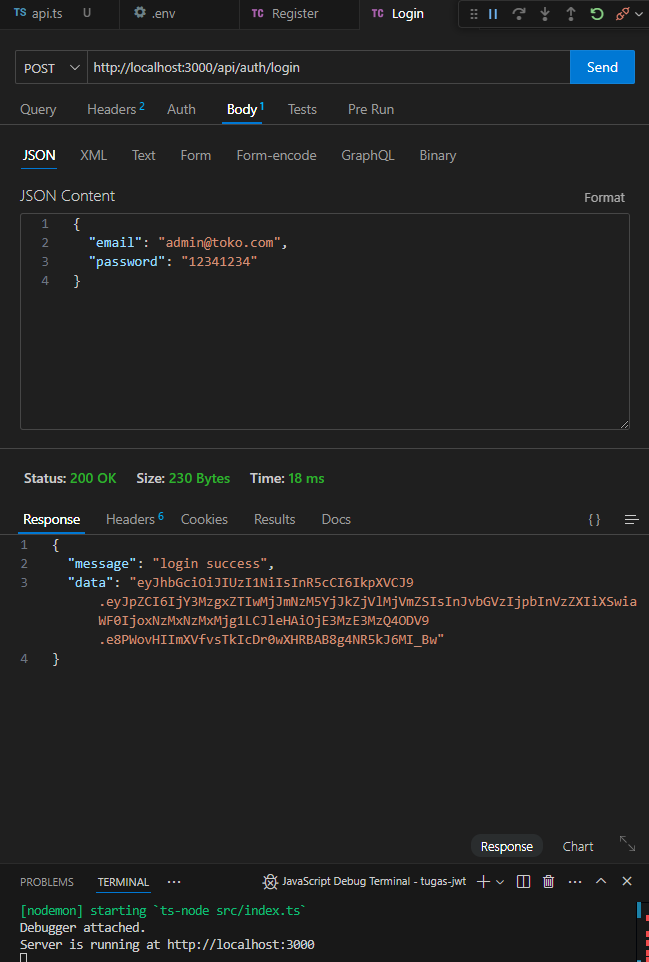 TS api.ts U .env TC Register TC Login
POST http://localhost:3000/api/auth/login Send
Query Headers 2 Auth Body 1 Tests Pre Run
JSON XML Text Form Form-encode GraphQL Binary
JSON Content Format
1 {
2 "email": "admin@toko.com",
3 "password": "12341234"
4 }
Status: 200 OK Size: 230 Bytes Time: 18 ms
Response Headers 6 Cookies Results Docs { }
1 {
2 "message": "login success",
3 "data": "eyJhbGciOiJIUzI1NiIsInR5cCI6IkpXVCJ9
.eyJpZCI6IjY3MzgxZTIwMjJmNzM5YjJkZjVlMjVmZSIsInJvbGVzIjpbInVzZXIiXSwia
WF0IjoxNzMxNzMxMjg1LCJleHAiOjE3MzE3MzQ4ODV9
.e8PWovHIImXVfvsTkIcDr0wXHRBAB8g4NR5kJ6MI_Bw"
4 }
Response Chart
PROBLEMS TERMINAL ··· JavaScript Debug Terminal - tugas-jwt ···
[nodemon] starting `ts-node src/index.ts`
Debugger attached.
Server is running at http://localhost:3000